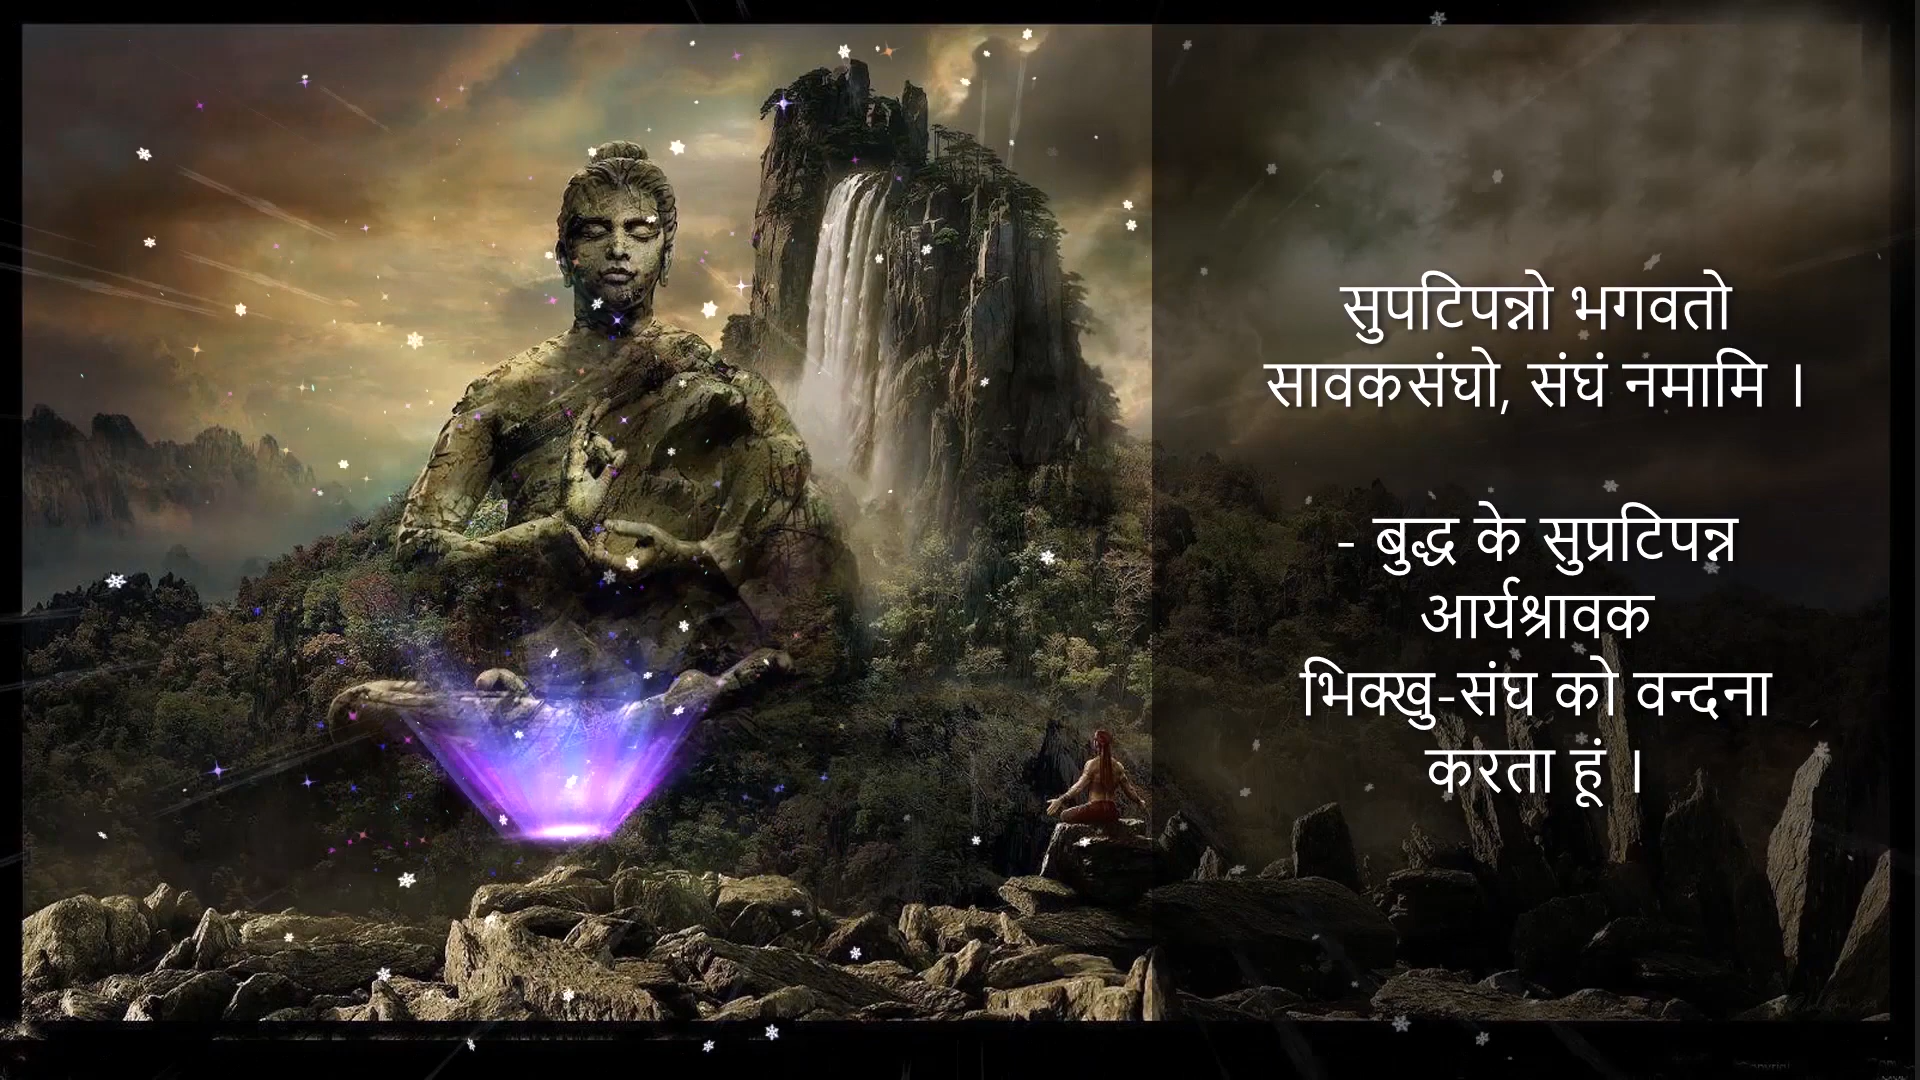 सुपटिपन्नो भगवतो
सावकसंघो, संघं नमामि ।
- बुद्ध के सुप्रटिपन्न
आर्यश्रावक
भिक्खु-संघ को वन्दना
करता हूं ।